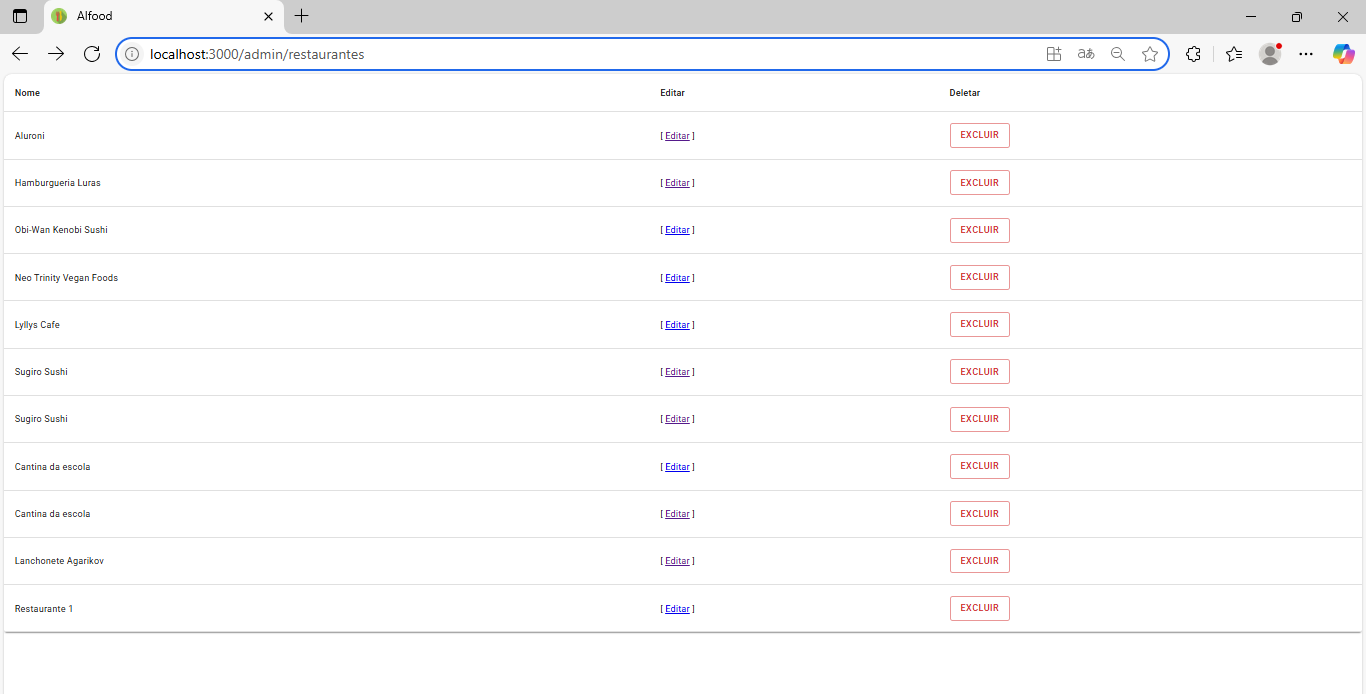 Alfood
localhost:3000/admin/restaurantes
aあ
Nome Editar Deletar
Aluroni [ Editar ] EXCLUIR
Hamburgueria Luras [ Editar ] EXCLUIR
Obi-Wan Kenobi Sushi [ Editar ] EXCLUIR
Neo Trinity Vegan Foods [ Editar ] EXCLUIR
Lyllys Cafe [ Editar ] EXCLUIR
Sugiro Sushi [ Editar ] EXCLUIR
Sugiro Sushi [ Editar ] EXCLUIR
Cantina da escola [ Editar ] EXCLUIR
Cantina da escola [ Editar ] EXCLUIR
Lanchonete Agarikov [ Editar ] EXCLUIR
Restaurante 1 [ Editar ] EXCLUIR